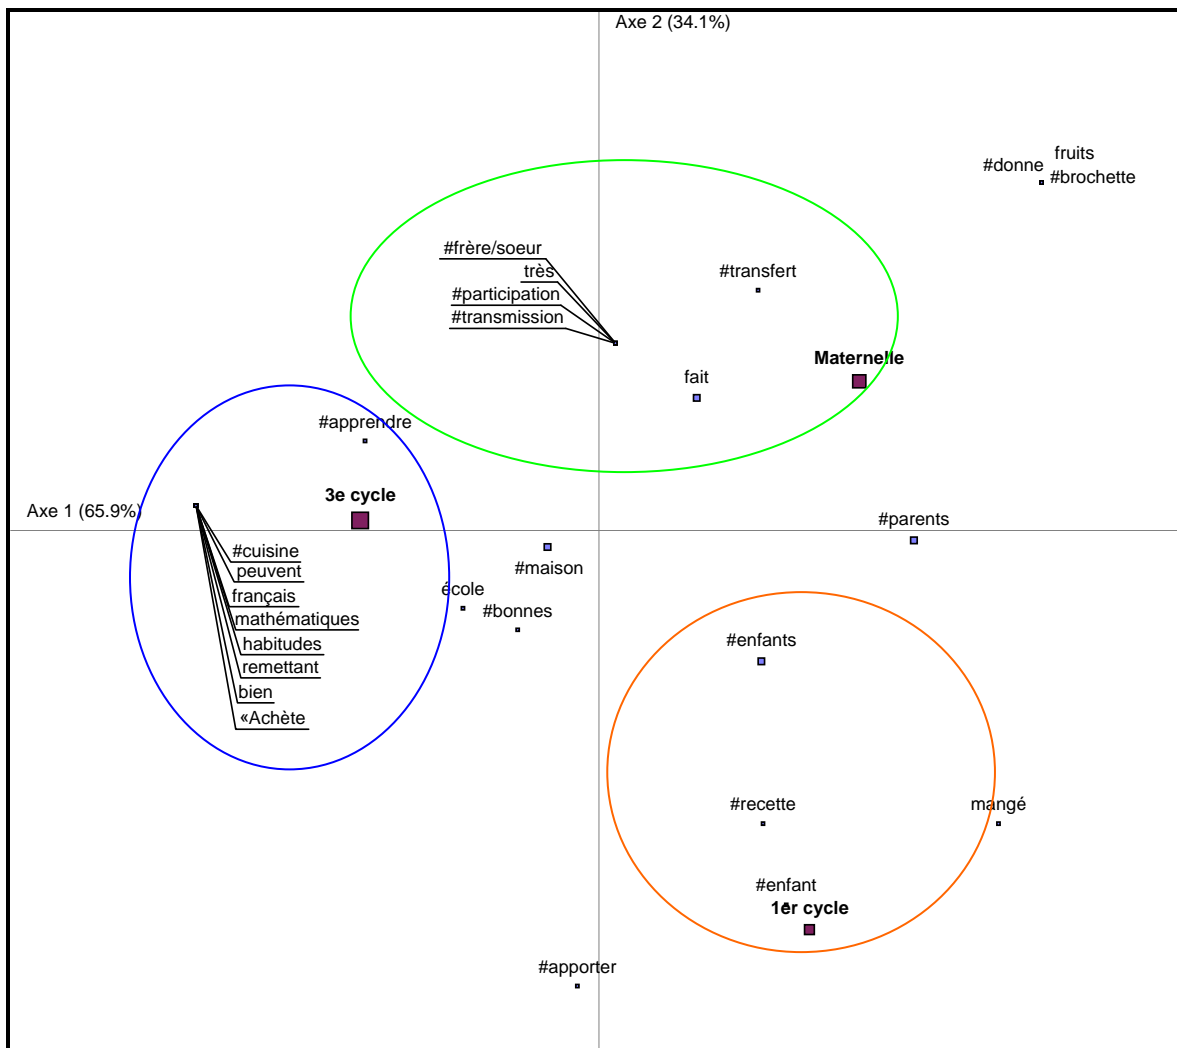 Axe 2 (34.1%)
fruits
#donne
#brochette
#frère/soeur
très
#participation
#transmission
#transfert
Maternelle
fait
#apprendre
3e cycle
Axe 1 (65.9%)
#parents
#cuisine
peuvent
français
mathématiques
habitudes
remettant
bien
«Achète
#maison
école
#bonnes
#enfants
#recette
mangé
#enfant
1er cycle
#apporter